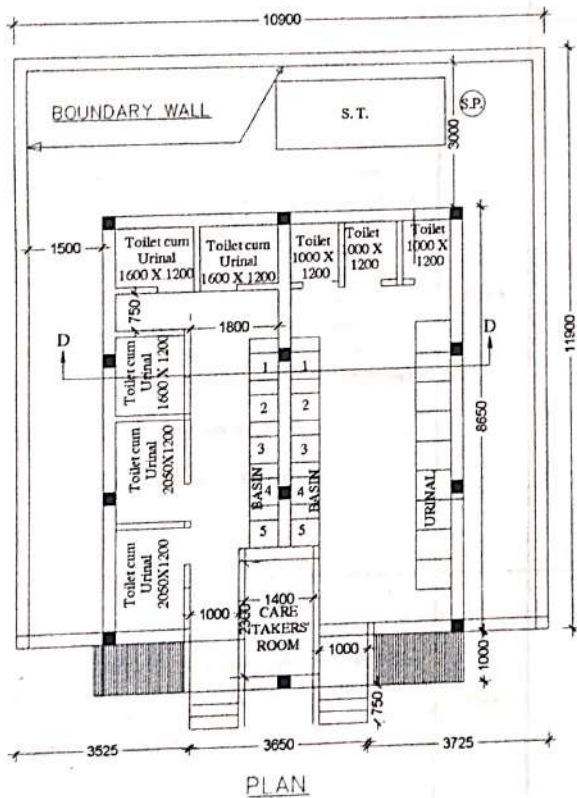 10900
BOUNDARY WALL
S. T.
S.P.
3000
1500
Toilet cum
Urinal
1600 X 1200
Toilet cum
Urinal
1600 X 1200
Toilet
1000 X
1200
Toilet
1000 X
1200
Toilet
1000 X
1200
750
1800
D
D
11900
8650
Toilet cum
Urinal
1600 X 1200
1
1
2
2
3
3
4
4
5
5
BASIN
BASIN
URINAL
Toilet cum
Urinal
2050X1200
Toilet cum
Urinal
2050X1200
1000
1400
2300
CARE
TAKERS'
ROOM
1000
1000
750
3525
3650
3725
PLAN